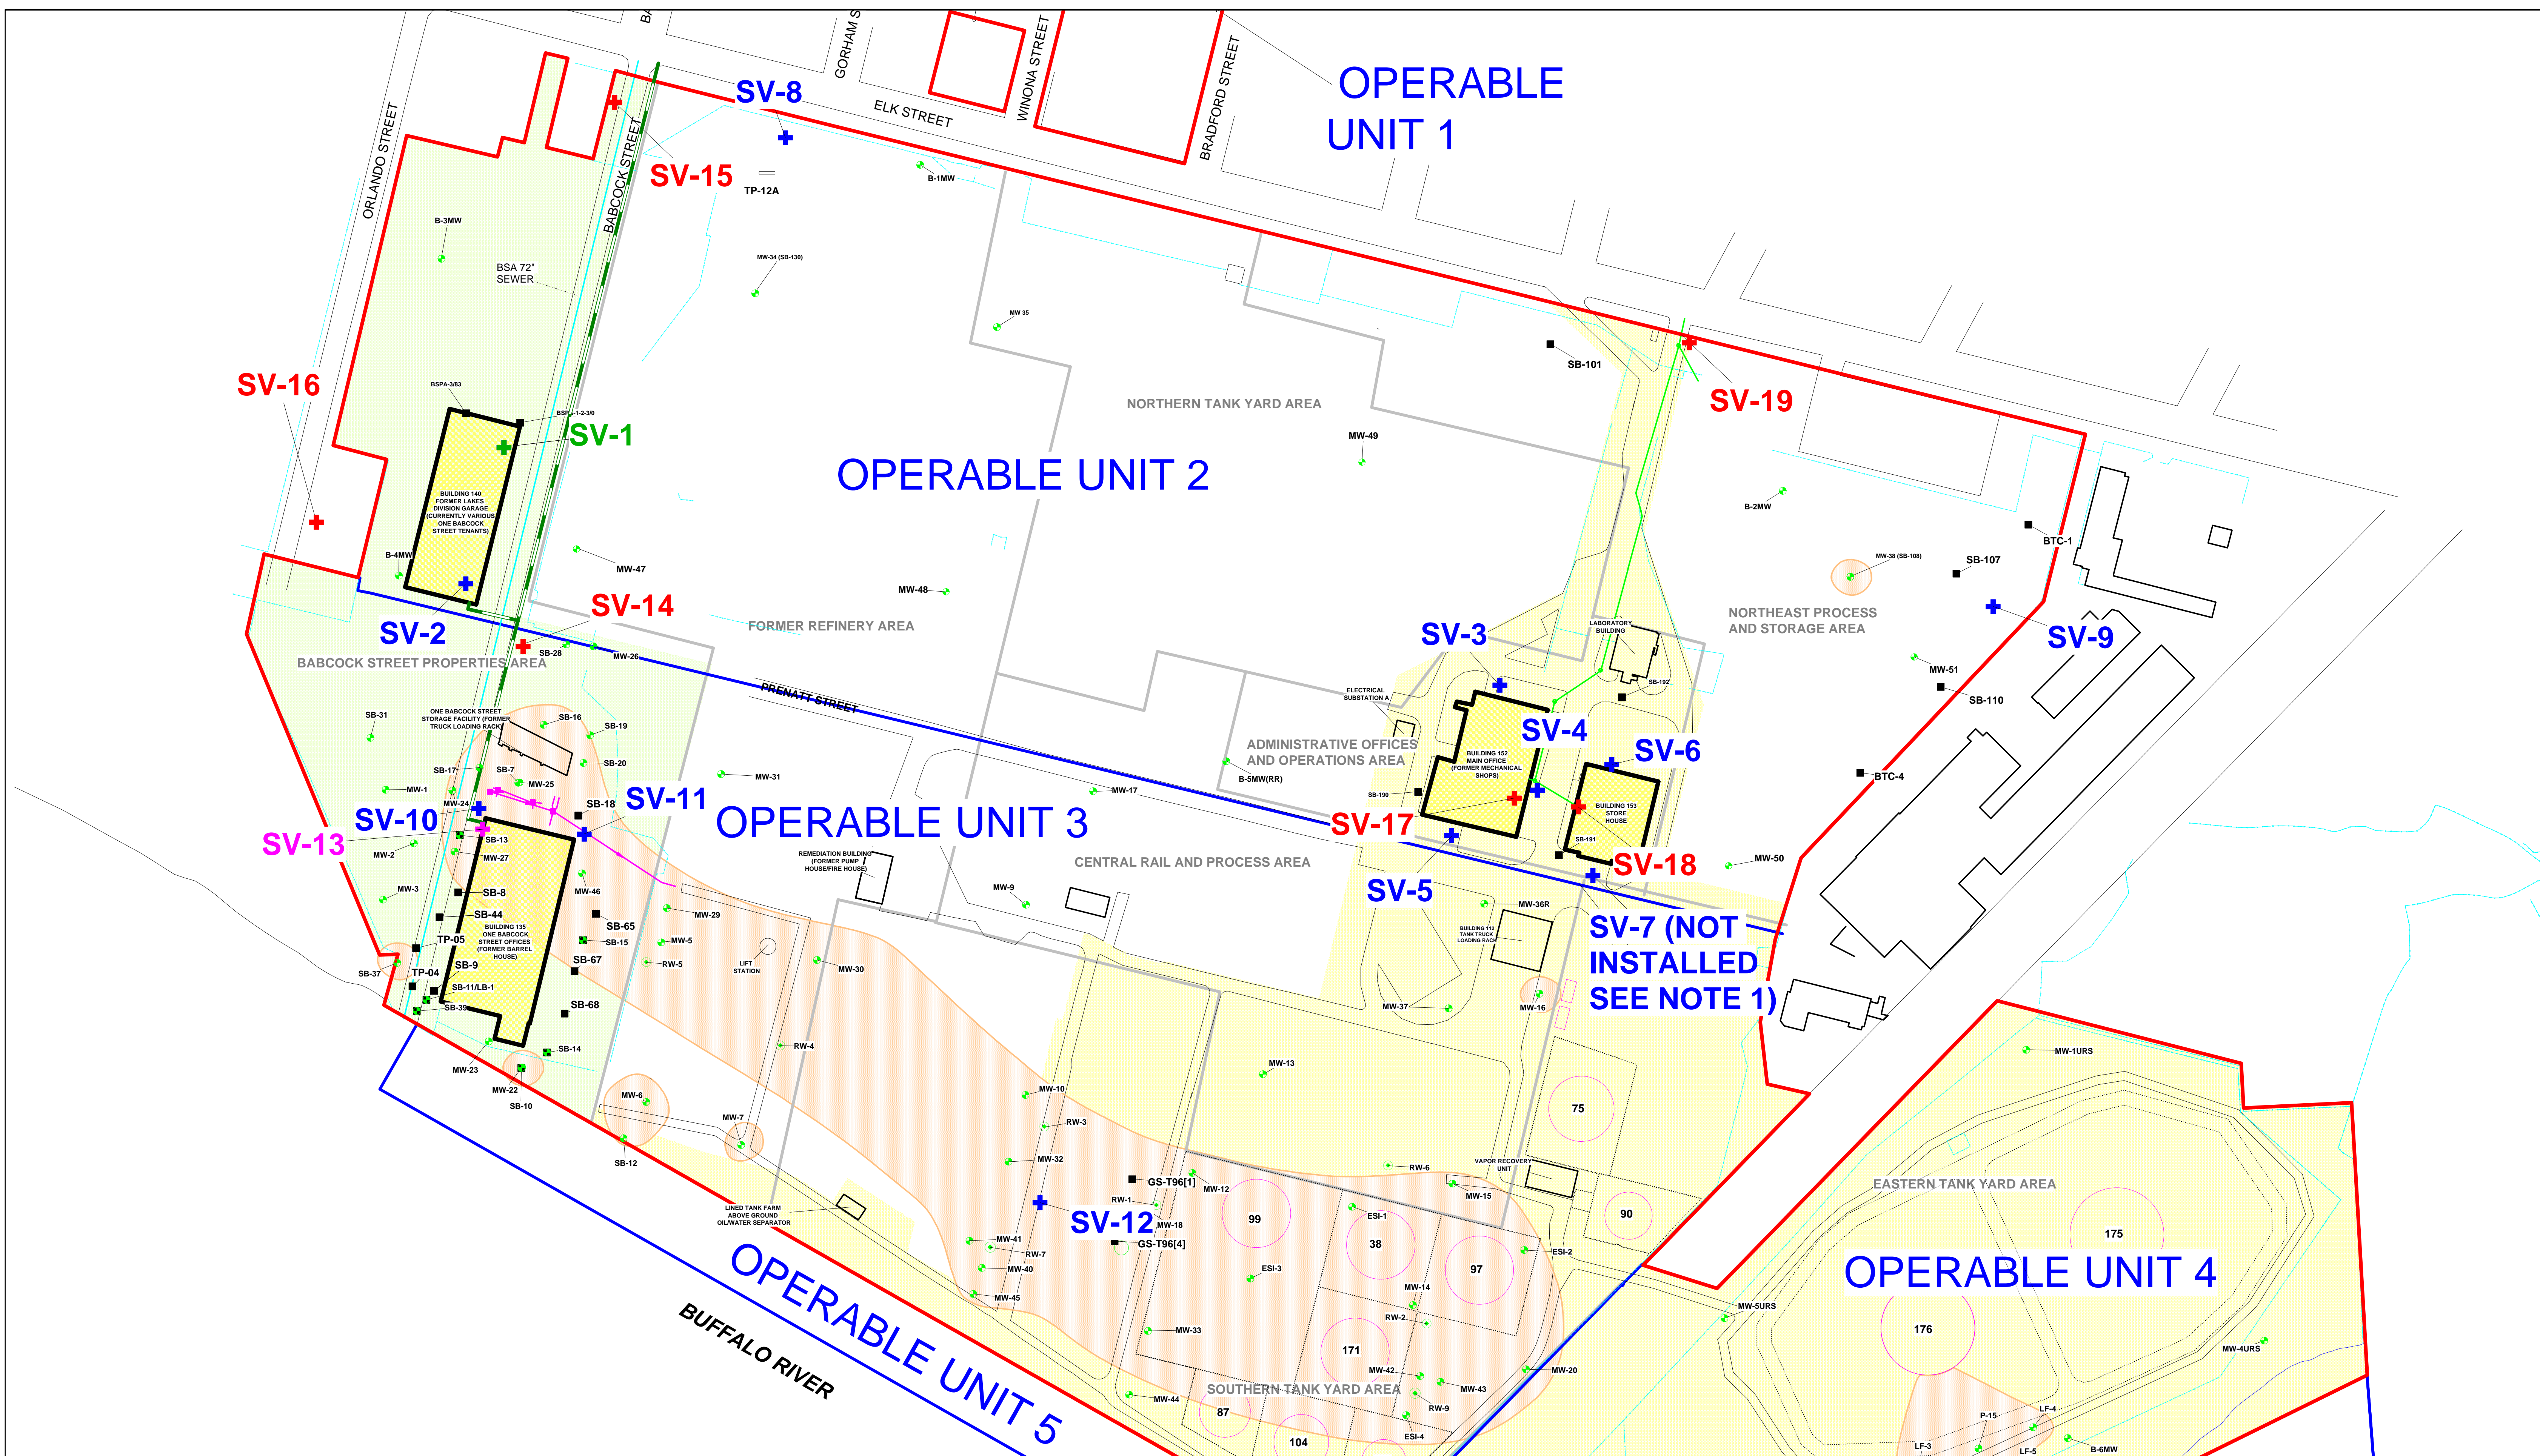 OPERABLE
UNIT 1
GORHAM S
WINONA STREET
BRADFORD STREET
ELK STREET
ORLANDO STREET
BABCOCK STREET
SV-8
SV-15
TP-12A
B-1MW
B-3MW
BSA 72"
SEWER
MW-34 (SB-130)
MW 35
SB-101
SV-16
BSPA-3/83
SV-1
NORTHERN TANK YARD AREA
SV-19
MW-49
OPERABLE UNIT 2
B-2MW
BTC-1
BUILDING 140
FORMER LAKES
DIVISION GARAGE
(CURRENTLY VARIOUS
ONE BABCOCK
STREET TENANTS)
B-4MW
MW-47
MW-48
MW-38 (SB-108)
SB-107
SV-14
SV-2
FORMER REFINERY AREA
SV-3
LABORATORY
BUILDING
NORTHEAST PROCESS
AND STORAGE AREA
SV-9
SB-28
MW-26
BABCOCK STREET PROPERTIES AREA
MW-51
SB-110
PRENATT STREET
ELECTRICAL
SUBSTATION A
SB-192
ONE BABCOCK STREET
STORAGE FACILITY (FORMER
TRUCK LOADING RACK)
SB-31
SB-16
SB-19
SV-4
SV-6
ADMINISTRATIVE OFFICES
AND OPERATIONS AREA
BUILDING 152
MAIN OFFICE
(FORMER MECHANICAL
SHOPS)
SB-17
SB-7
SB-20
MW-25
MW-31
B-5MW(RR)
BTC-4
MW-1
MW-24
SB-18
SV-11
MW-17
SB-190
BUILDING 153
STORE
HOUSE
SV-10
OPERABLE UNIT 3
SV-17
SV-13
SB-13
MW-2
MW-27
REMEDIATION BUILDING
(FORMER PUMP
HOUSE/FIRE HOUSE)
CENTRAL RAIL AND PROCESS AREA
SB-191
SV-18
MW-50
SV-5
MW-3
SB-8
MW-46
MW-9
MW-36R
SB-44
MW-29
SB-65
BUILDING 135
ONE BABCOCK
STREET OFFICES
(FORMER BARREL
HOUSE)
BUILDING 112
TANK TRUCK
LOADING RACK
SV-7 (NOT
INSTALLED
SEE NOTE 1)
TP-05
SB-15
MW-5
SB-37
TP-04
SB-9
SB-67
RW-5
LIFT
STATION
MW-30
SB-11/LB-1
SB-39
SB-68
MW-37
MW-16
SB-14
RW-4
MW-1URS
MW-23
MW-22
SB-10
MW-13
MW-6
MW-7
MW-10
75
RW-3
SB-12
MW-32
RW-6
VAPOR RECOVERY
UNIT
GS-T96[1]
MW-12
MW-15
EASTERN TANK YARD AREA
RW-1
LINED TANK FARM
ABOVE GROUND
OIL/WATER SEPARATOR
SV-12
MW-18
99
ESI-1
90
175
MW-41
RW-7
GS-T96[4]
38
ESI-2
OPERABLE UNIT 4
MW-40
ESI-3
97
MW-45
MW-14
MW-5URS
RW-2
MW-33
176
OPERABLE UNIT 5
BUFFALO RIVER
171
MW-4URS
MW-42
MW-20
SOUTHERN TANK YARD AREA
MW-43
MW-44
RW-9
87
ESI-4
104
P-15
LF-4
LF-3
LF-5
B-6MW